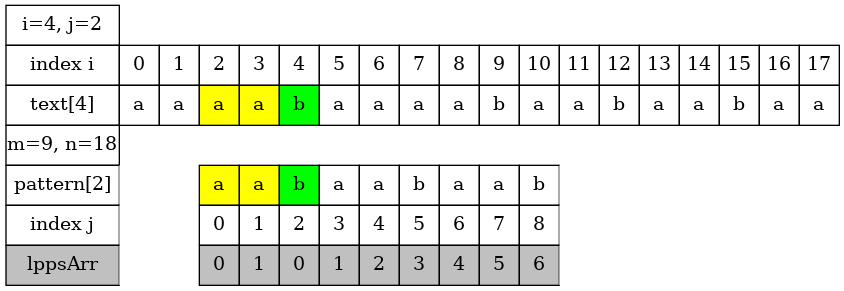 i=4, j=2
index i 0 1 2 3 4 5 6 7 8 9 10 11 12 13 14 15 16 17
text[4] a a a a b a a a a b a a b a a b a a
m=9, n=18
pattern[2] a a b a a b a a b
index j 0 1 2 3 4 5 6 7 8
lppsArr 0 1 0 1 2 3 4 5 6